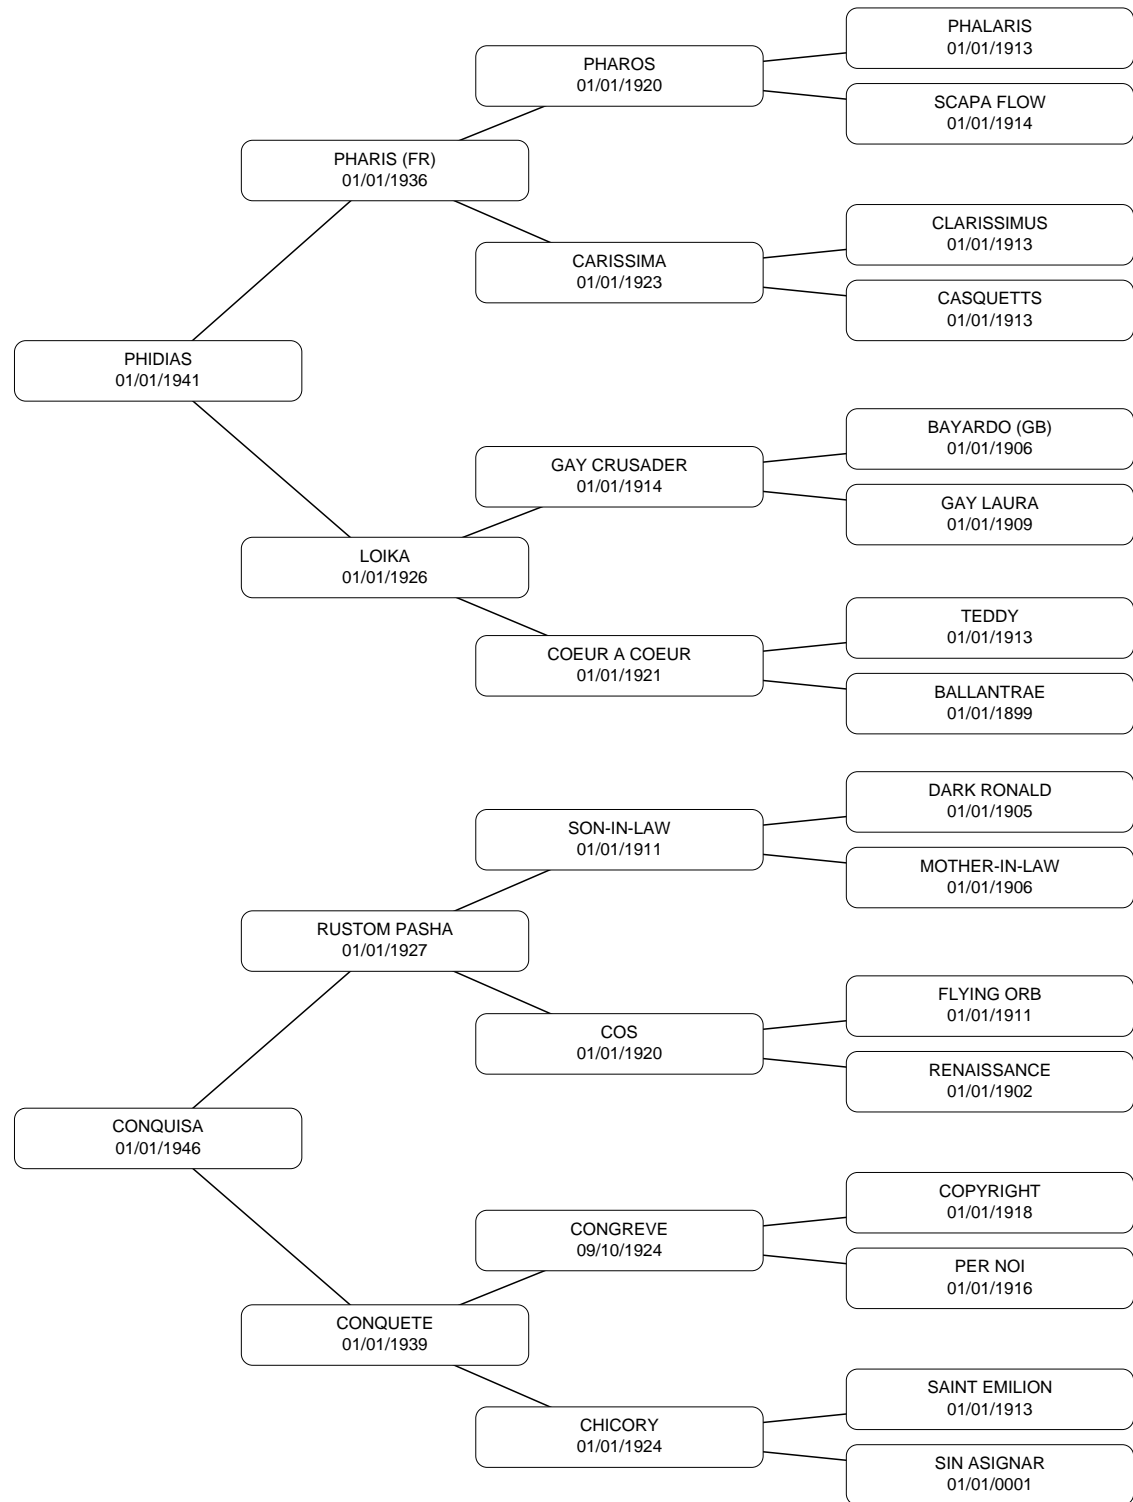 PHALARIS
01/01/1913
PHAROS
01/01/1920
SCAPA FLOW
01/01/1914
PHARIS (FR)
01/01/1936
CLARISSIMUS
01/01/1913
CARISSIMA
01/01/1923
CASQUETTS
01/01/1913
PHIDIAS
01/01/1941
BAYARDO (GB)
01/01/1906
GAY CRUSADER
01/01/1914
GAY LAURA
01/01/1909
LOIKA
01/01/1926
TEDDY
01/01/1913
COEUR A COEUR
01/01/1921
BALLANTRAE
01/01/1899
DARK RONALD
01/01/1905
SON-IN-LAW
01/01/1911
MOTHER-IN-LAW
01/01/1906
RUSTOM PASHA
01/01/1927
FLYING ORB
01/01/1911
COS
01/01/1920
RENAISSANCE
01/01/1902
CONQUISA
01/01/1946
COPYRIGHT
01/01/1918
CONGREVE
09/10/1924
PER NOI
01/01/1916
CONQUETE
01/01/1939
SAINT EMILION
01/01/1913
CHICORY
01/01/1924
SIN ASIGNAR
01/01/0001